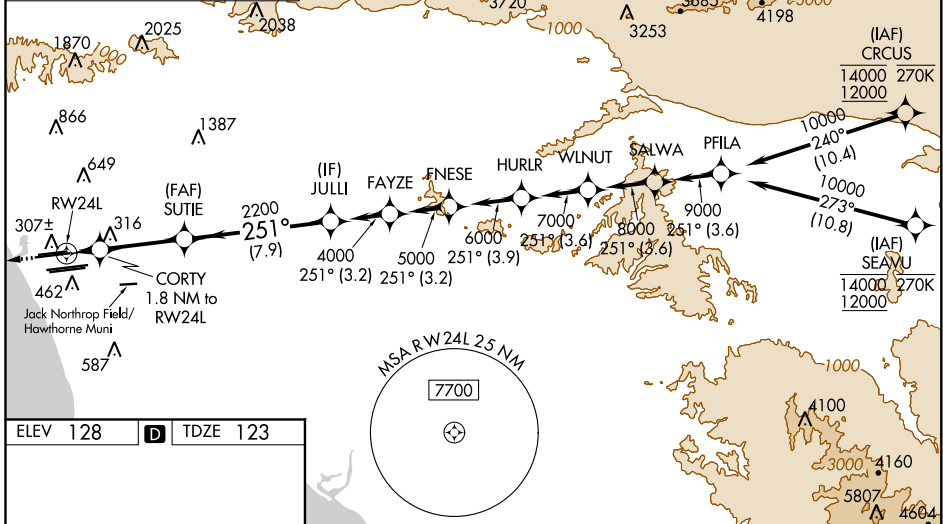 3720
3685
5000
4198
2038
2025
1000
3253
(IAF)
CRCUS
14000 270K
12000
1870
1000
866
1387
10000
240°
(10.4)
649
(IF)
JULLI
FAYZE
FNESE
HURLR
WLNUT
SALWA
PFILA
(FAF)
SUTIE
RW24L
10000
273°
(10.8)
307±
316
2200
251°
(7.9)
4000
251° (3.2)
5000
251° (3.2)
6000
251° (3.9)
7000
251° (3.6)
8000
251° (3.6)
9000
251° (3.6)
(IAF)
SEAVU
14000 270K
12000
462
CORTY
1.8 NM to
RW24L
Jack Northrop Field/
Hawthorne Muni
587
MSA RW24L 25 NM
7700
1000
4100
3000
4160
5807
4604
ELEV 128 D TDZE 123